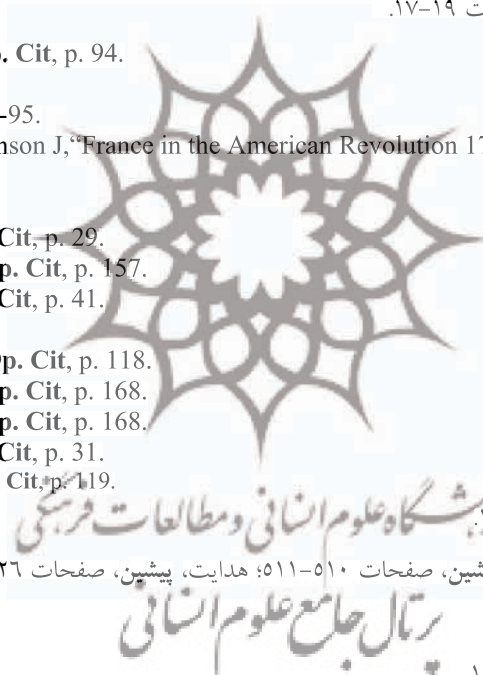 ت ۱۹-۱۷.
. Cit, p. 94.
-95.
nson J,“France in the American Revolution 17
Cit, p. 29.
p. Cit, p. 157.
Cit, p. 41.
p. Cit, p. 118.
p. Cit, p. 168.
p. Cit, p. 168.
Cit, p. 31.
Cit, p. 119.
شگاه علوم انسانی و مطالعات فرهنگی
شین، صفحات ۵۱۰-۵۱۱؛ هدایت، پیشین، صفحات ۲۶
پرتال جامع علوم انسانی